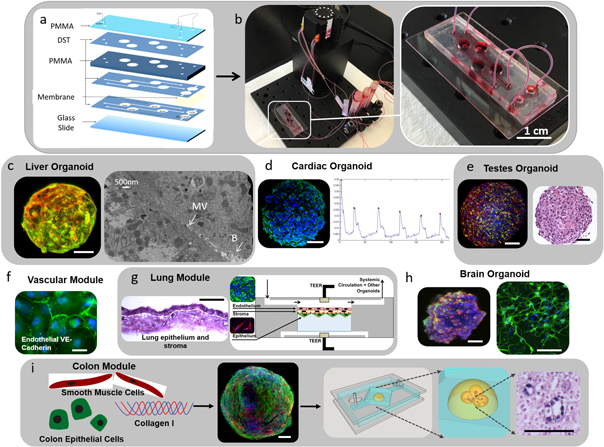 a
PMMA
DST
PMMA
Membrane
Glass
Slide
b
1 cm
c
Liver Organoid
500nm
MV
B
d
Cardiac Organoid
e
Testes Organoid
f
Vascular Module
Endothelial VE-
Cadherin
g
Lung Module
Lung epithelium and
stroma
TEER
Systemic
Circulation + Other
Organoids
Endothelium
Stroma
Epithelium
TEER
h
Brain Organoid
i
Colon Module
Smooth Muscle Cells
Colon Epithelial Cells
Collagen I